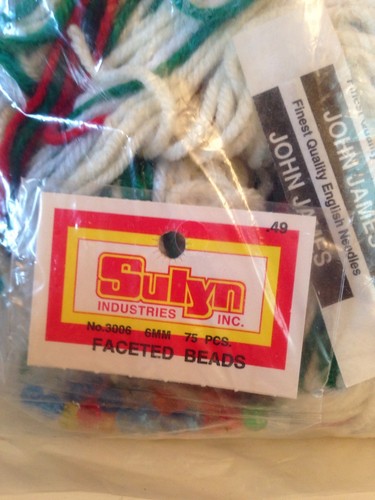 .49
Sulyn
INDUSTRIES INC.
No.3006 6MM 75 PCS.
FACETED BEADS
JOHN JAMES
Finest Quality English Needles
JOHN JAMES